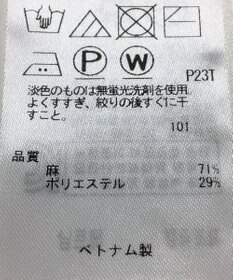 P W P23T
淡色のものは無蛍光洗剤を使用
よくすすぎ、絞りの後すぐに干
すこと。
101
品質
麻 71%
ポリエステル 29%
ベトナム製